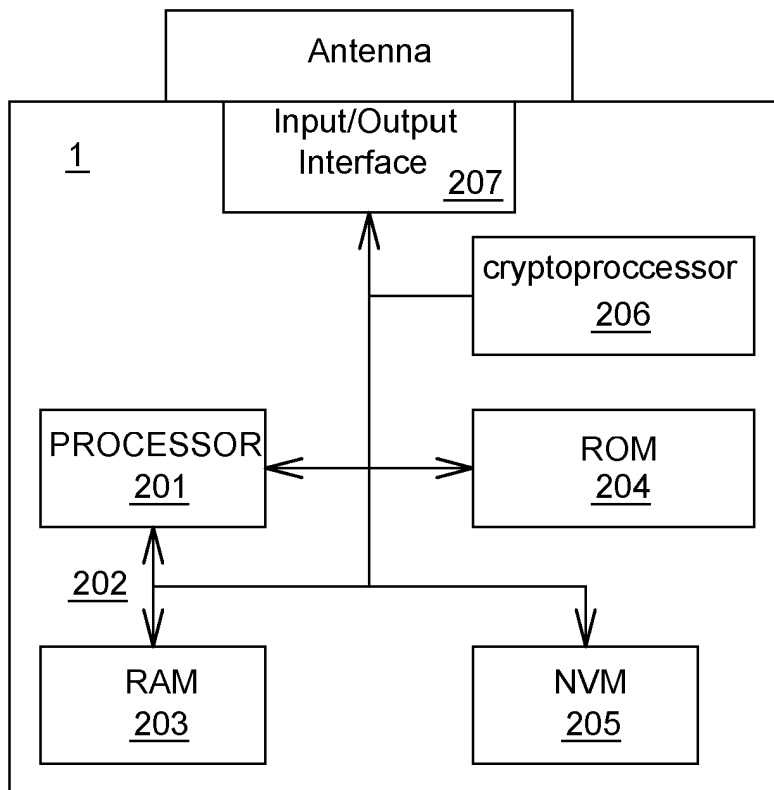 Antenna
Input/Output
Interface
207
1
cryptoproccessor
206
PROCESSOR
201
ROM
204
202
RAM
203
NVM
205